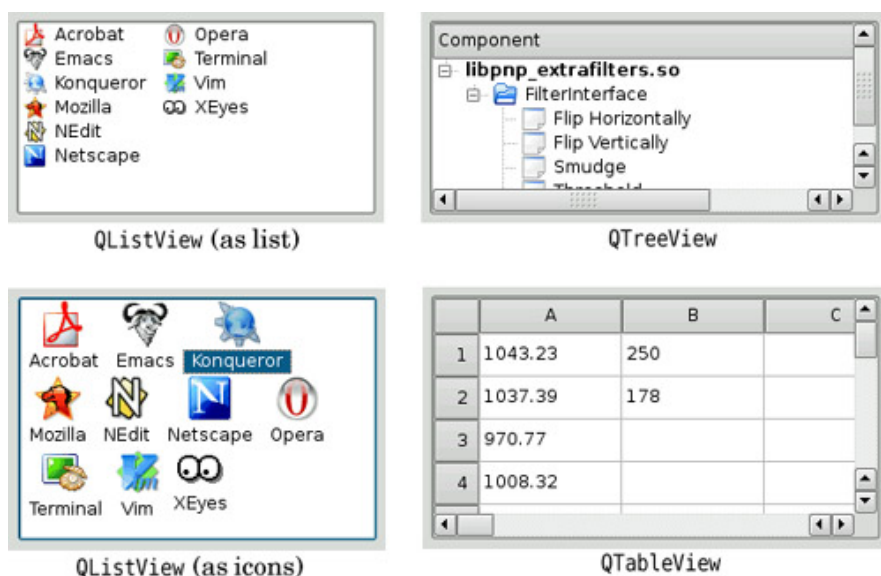 Acrobat Opera
Emacs Terminal
Konqueror Vim
Mozilla XEyes
NEdit
Netscape
QListView (as list)
Component
libpnp_extrafilters.so
FilterInterface
Flip Horizontally
Flip Vertically
Smudge
Threshold
QTreeView
Acrobat Emacs Konqueror
Mozilla NEdit Netscape Opera
Terminal Vim XEyes
QListView (as icons)
A B C
1 1043.23 250
2 1037.39 178
3 970.77
4 1008.32
QTableView